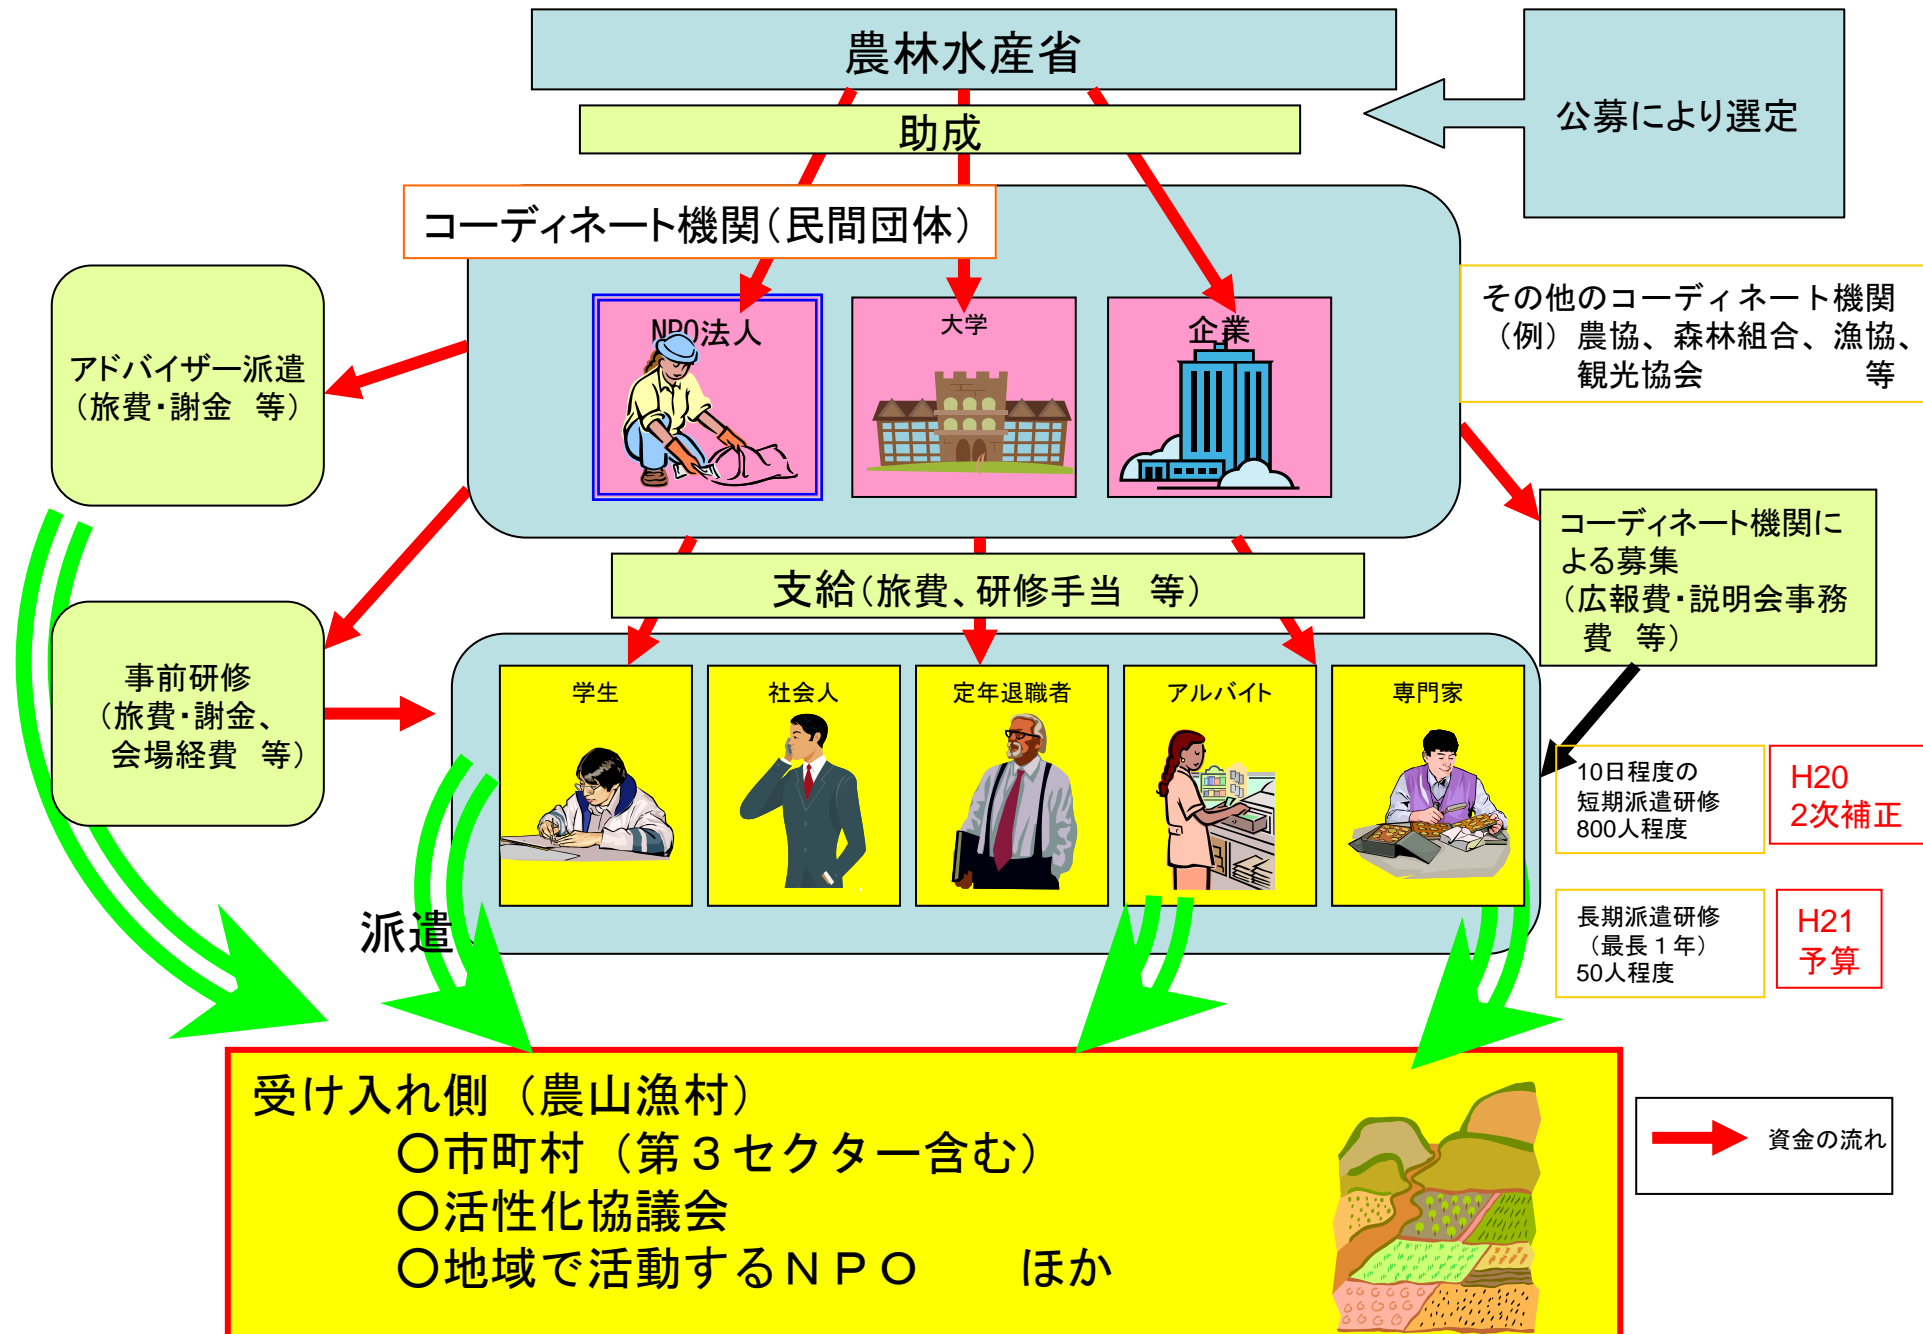 農林水産省
助成
公募により選定
コーディネート機関（民間団体）
NPO法人
大学
企業
その他のコーディネート機関
（例）農協、森林組合、漁協、
観光協会　　　　　等
アドバイザー派遣
（旅費・謝金　等）
コーディネート機関に
よる募集
（広報費・説明会事務
費　等）
支給（旅費、研修手当　等）
事前研修
（旅費・謝金、
会場経費　等）
学生
社会人
定年退職者
アルバイト
専門家
10日程度の
短期派遣研修
800人程度
H20
2次補正
派遣
長期派遣研修
（最長１年）
50人程度
H21
予算
受け入れ側（農山漁村）
○市町村（第３セクター含む）
○活性化協議会
○地域で活動するＮＰＯ　　ほか
資金の流れ